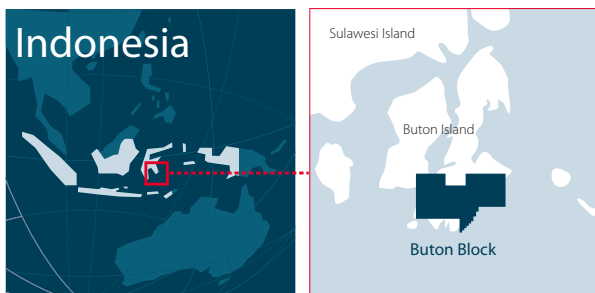 Indonesia
Sulawesi Island
Buton Island
Buton Block